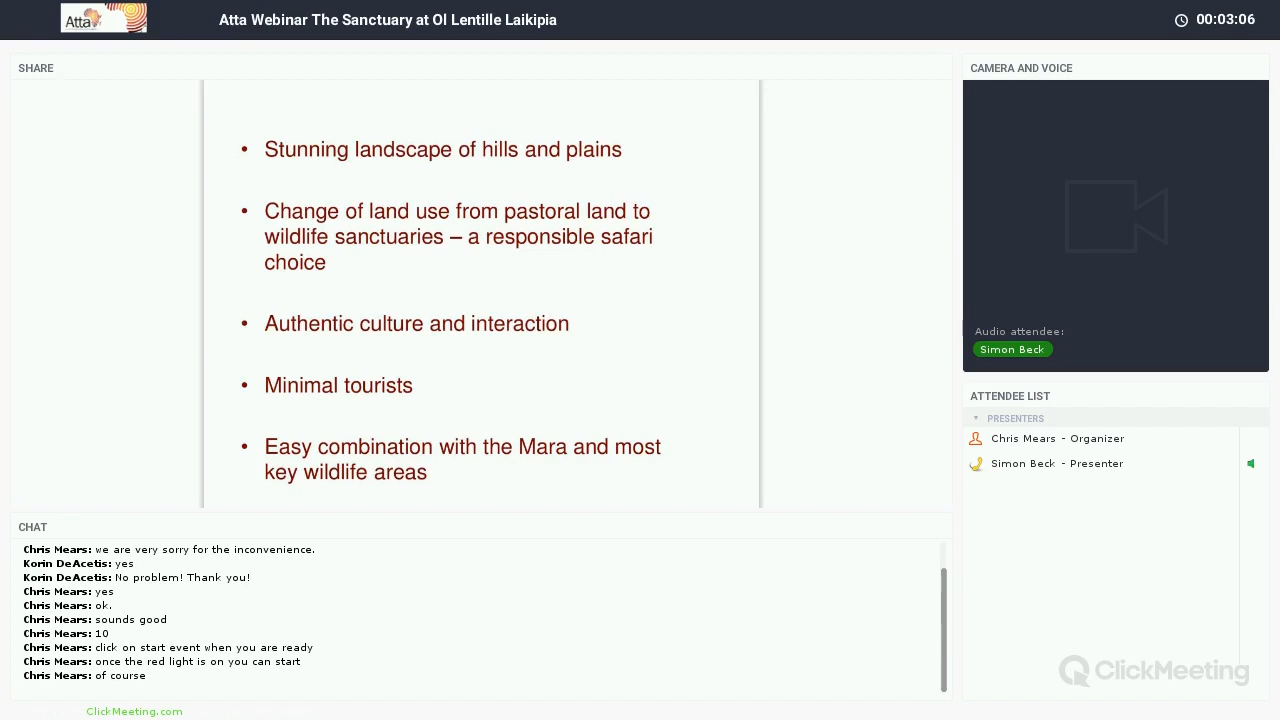 Atta
Atta Webinar The Sanctuary at Ol Lentille Laikipia
00:03:06
SHARE
• Stunning landscape of hills and plains
• Change of land use from pastoral land to
wildlife sanctuaries – a responsible safari
choice
• Authentic culture and interaction
• Minimal tourists
• Easy combination with the Mara and most
key wildlife areas
CAMERA AND VOICE
Audio attendee:
Simon Beck
ATTENDEE LIST
PRESENTERS
Chris Mears - Organizer
Simon Beck - Presenter
CHAT
Chris Mears: we are very sorry for the inconvenience.
Korin DeAcetis: yes
Korin DeAcetis: No problem! Thank you!
Chris Mears: yes
Chris Mears: ok.
Chris Mears: sounds good
Chris Mears: 10
Chris Mears: click on start event when you are ready
Chris Mears: once the red light is on you can start
Chris Mears: of course
ClickMeeting
ClickMeeting.com